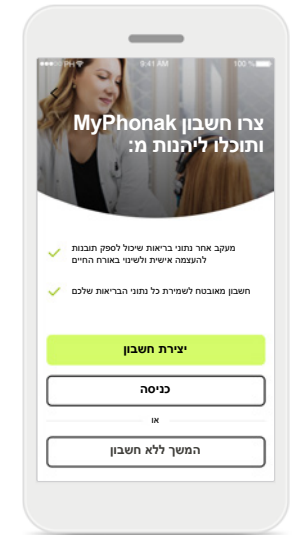 PH
9:41 AM
100 %
צרו חשבון MyPhonak
ותוכלו ליהנות מ:
מעקב אחר נתוני בריאות שיכול לספק תובנות
להעצמה אישית ולשינוי באורח החיים
חשבון מאובטח לשמירת כל נתוני הבריאות שלכם
יצירת חשבון
כניסה
או
המשך ללא חשבון